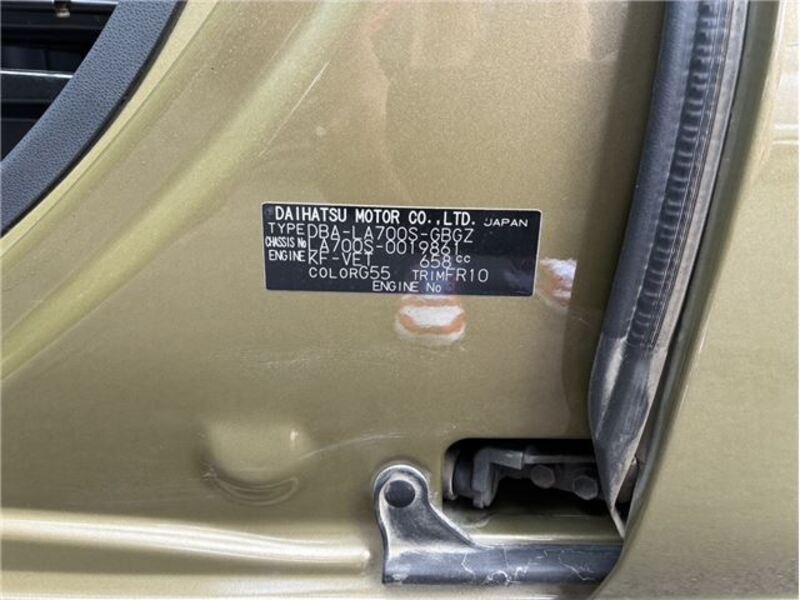 DAIHATSU MOTOR CO.,LTD. JAPAN
TYPE DBA-LA700S-GBGZ
CHASSIS No LA700S-0019861
ENGINE KF-VET 658cc
COLOR G55 TRIM FR10
ENGINE No